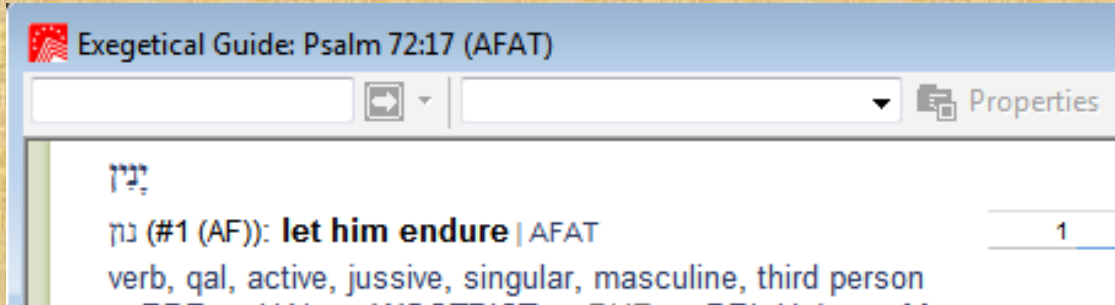 Exegetical Guide: Psalm 72:17 (AFAT)
Properties
יָנִין
נון (#1 (AF)): let him endure | AFAT
1
verb, qal, active, jussive, singular, masculine, third person